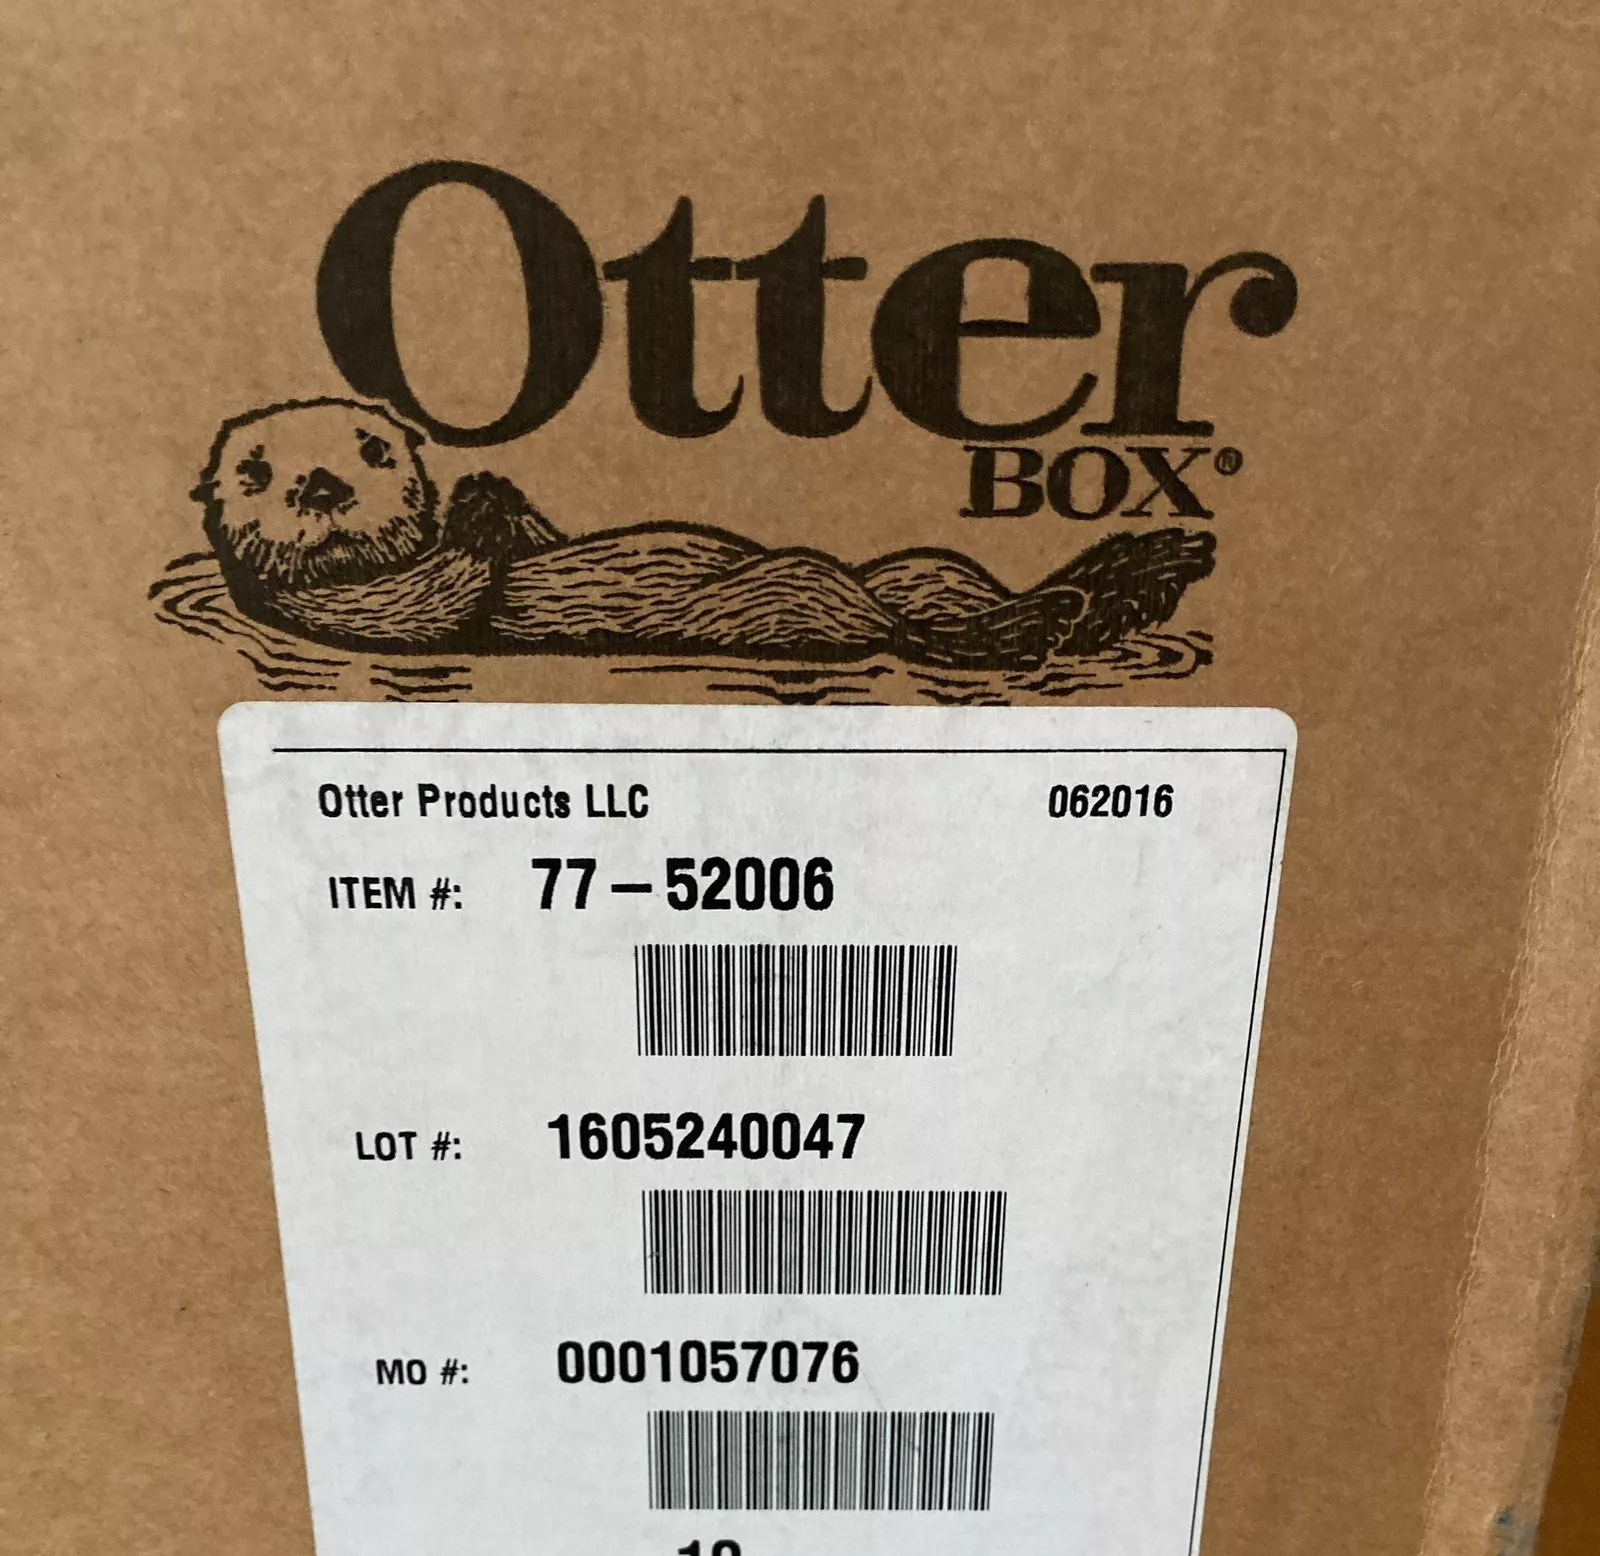 Otter
BOX®
Otter Products LLC 062016
ITEM #: 77-52006
LOT #: 1605240047
MO #: 0001057076